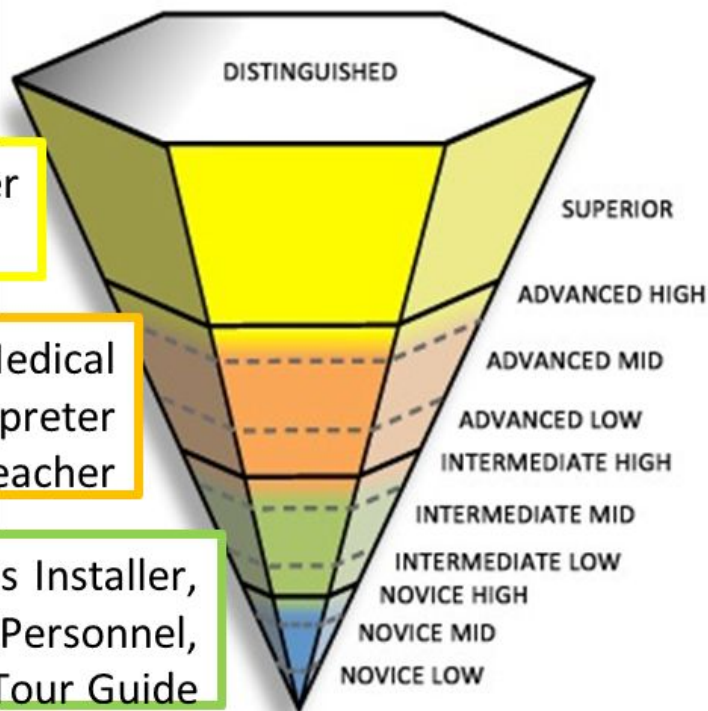 DISTINGUISHED
SUPERIOR
ADVANCED HIGH
Medical
ADVANCED MID
ADVANCED LOW
INTERMEDIATE HIGH
INTERMEDIATE MID
s Installer,
INTERMEDIATE LOW
NOVICE HIGH
Personnel,
NOVICE MID
Tour Guide
NOVICE LOW